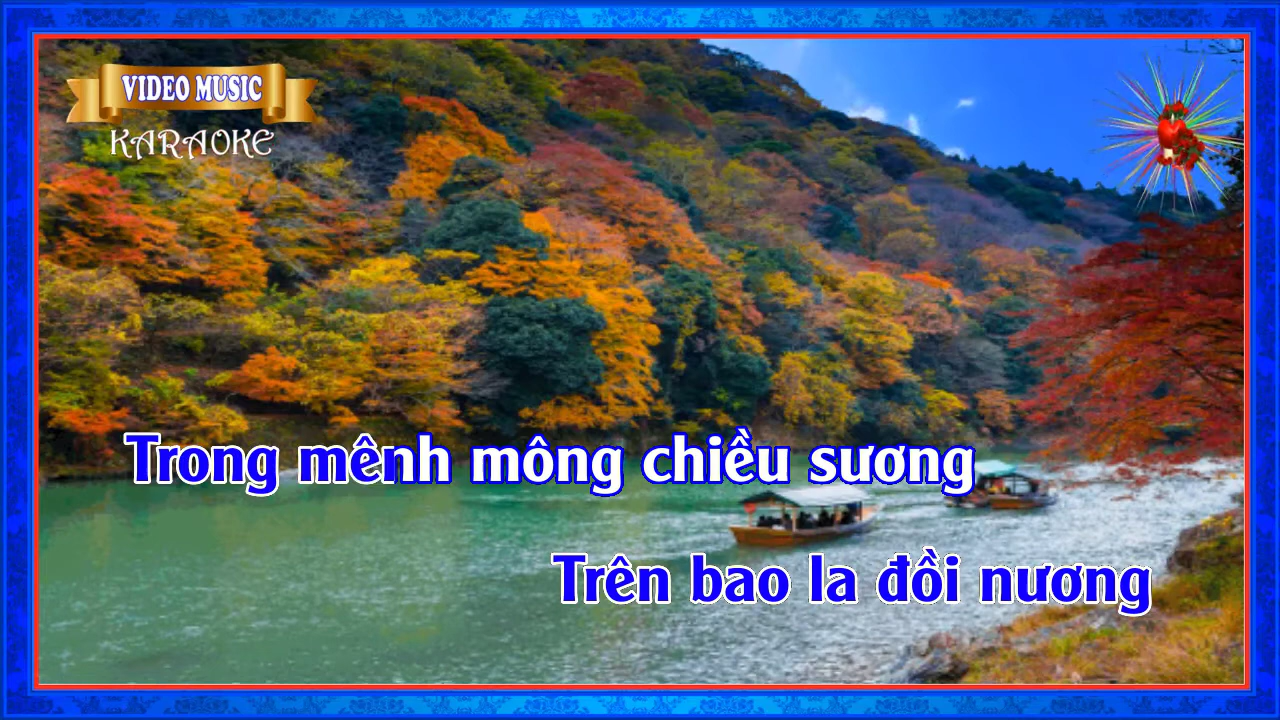 VIDEO MUSIC
KARAOKE
Trong mênh mông chiều sương
Trên bao la đồi nương